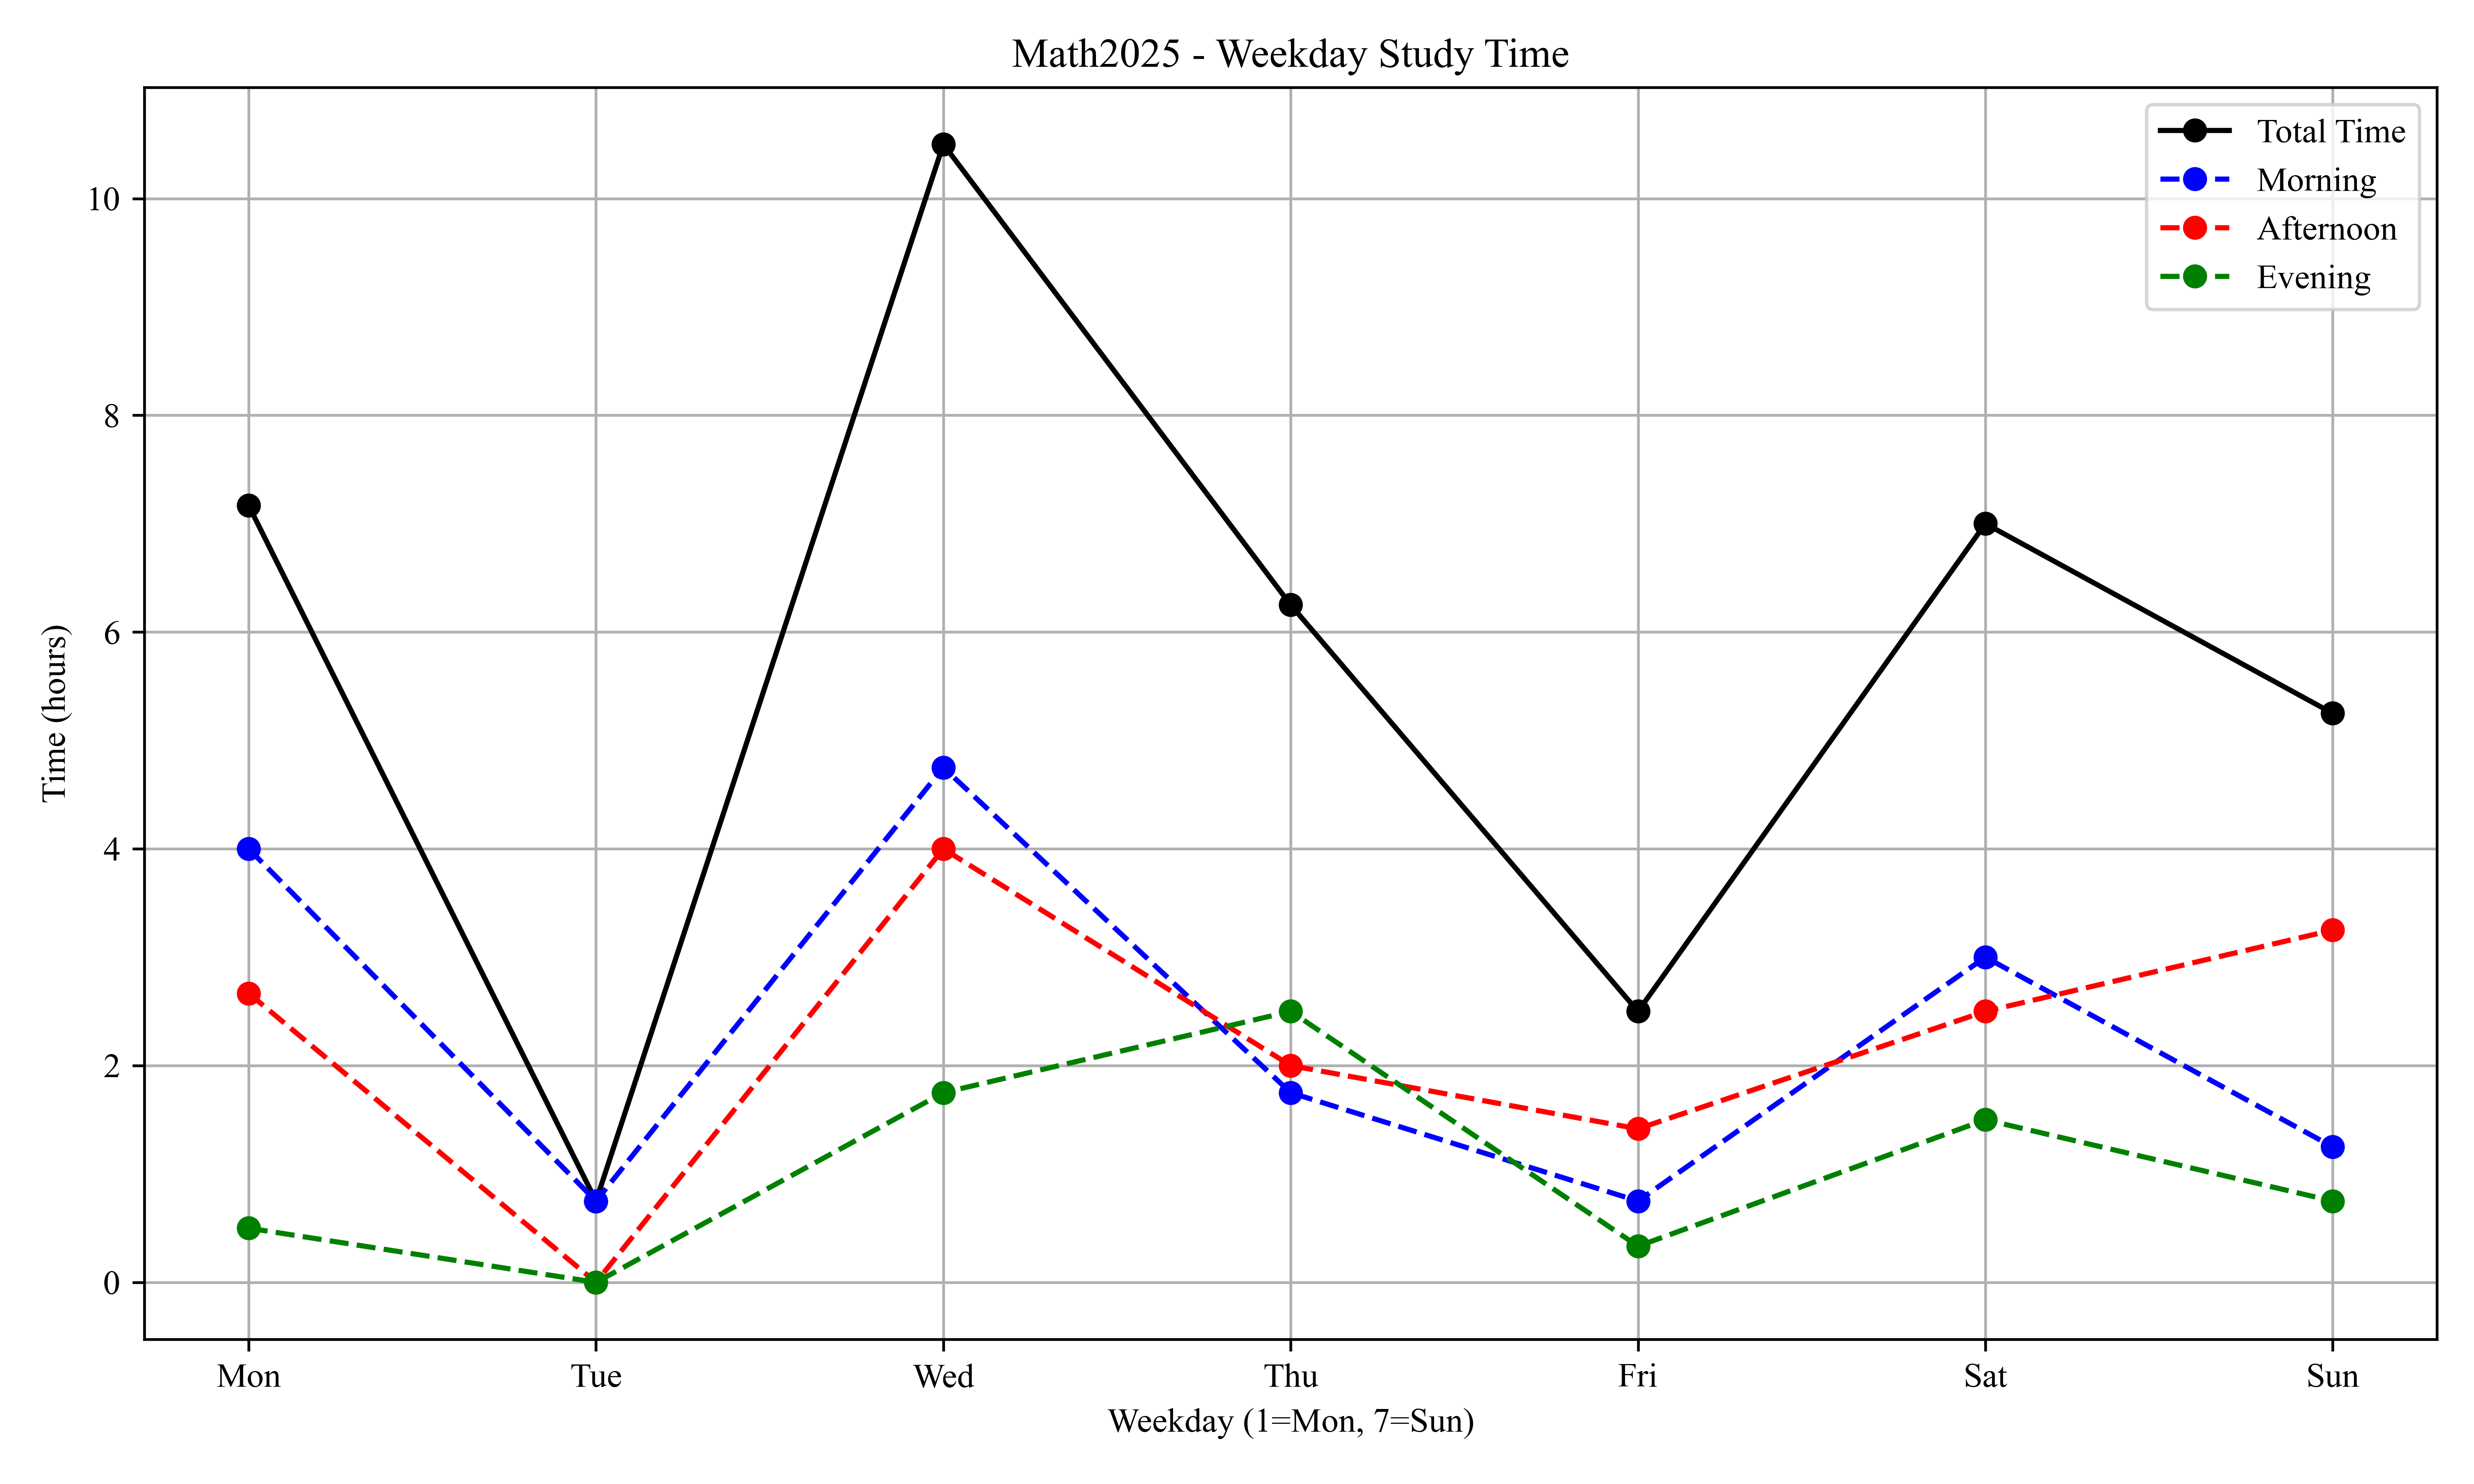 Math2025 - Weekday Study Time
Total Time
Morning
Afternoon
Evening
10
8
6
4
2
0
Time (hours)
Mon Tue Wed Thu Fri Sat Sun
Weekday (1=Mon, 7=Sun)